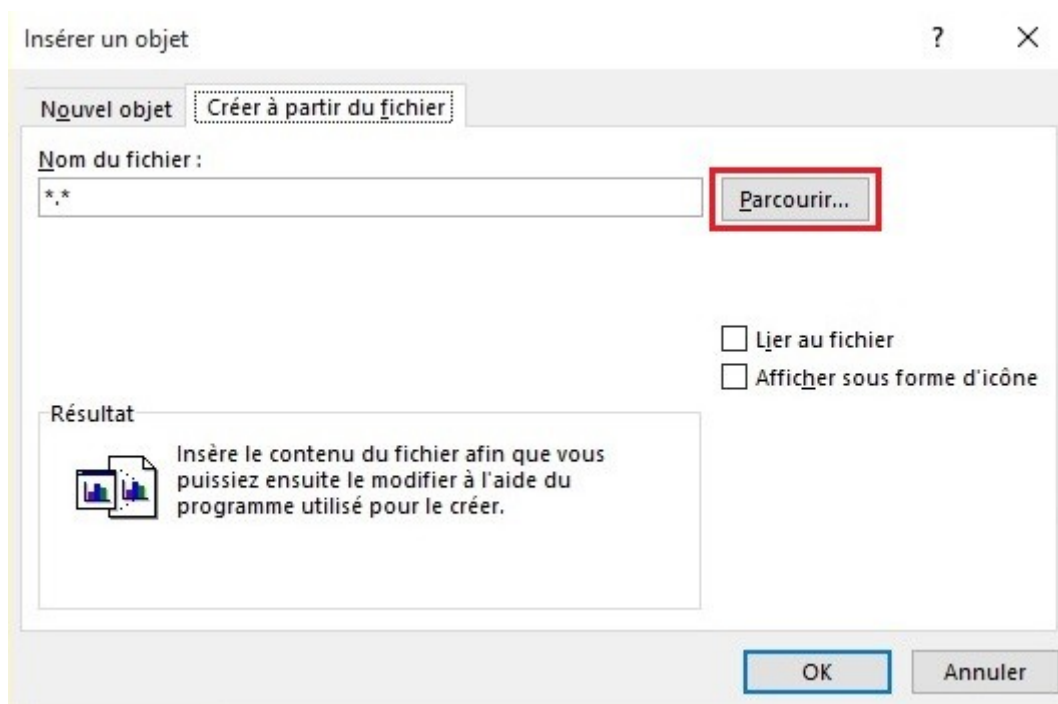 Insérer un objet
?
Nouvel objet
Créer à partir du fichier
Nom du fichier :
*.*
Parcourir...
Lier au fichier
Afficher sous forme d'icône
Résultat
Insère le contenu du fichier afin que vous
puissiez ensuite le modifier à l'aide du
programme utilisé pour le créer.
OK
Annuler